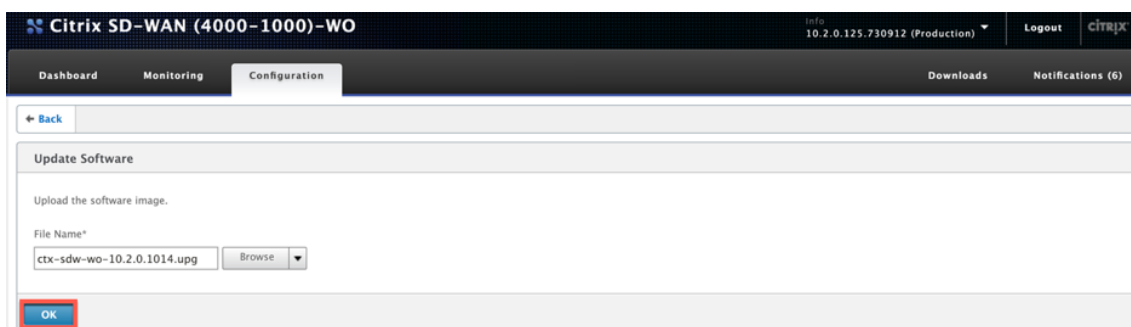 Citrix SD-WAN (4000-1000)-WO
Info
10.2.0.125.730912 (Production)
Logout
CITRIX
Dashboard Monitoring Configuration Downloads Notifications (6)
Back
Update Software
Upload the software image.
File Name*
ctx-sdw-wo-10.2.0.1014.upg Browse
OK